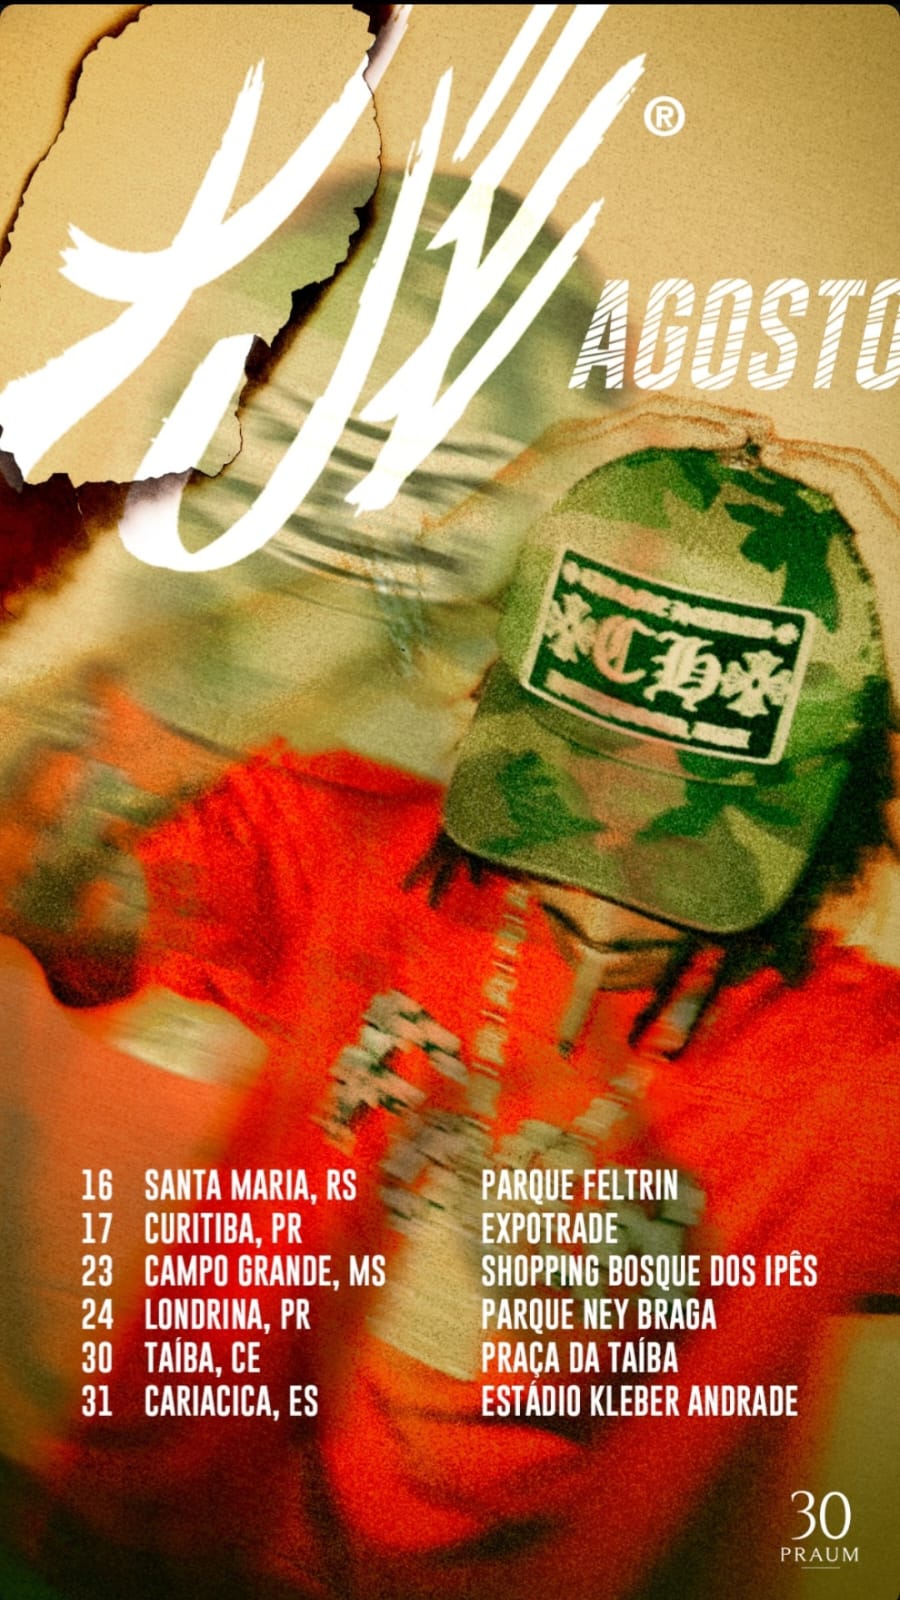 ®
AGOSTO
CH
16 SANTA MARIA, RS PARQUE FELTRIN
17 CURITIBA, PR EXPOTRADE
23 CAMPO GRANDE, MS SHOPPING BOSQUE DOS IPÊS
24 LONDRINA, PR PARQUE NEY BRAGA
30 TAÍBA, CE PRAÇA DA TAÍBA
31 CARIACICA, ES ESTÁDIO KLEBER ANDRADE
30
PRAUM